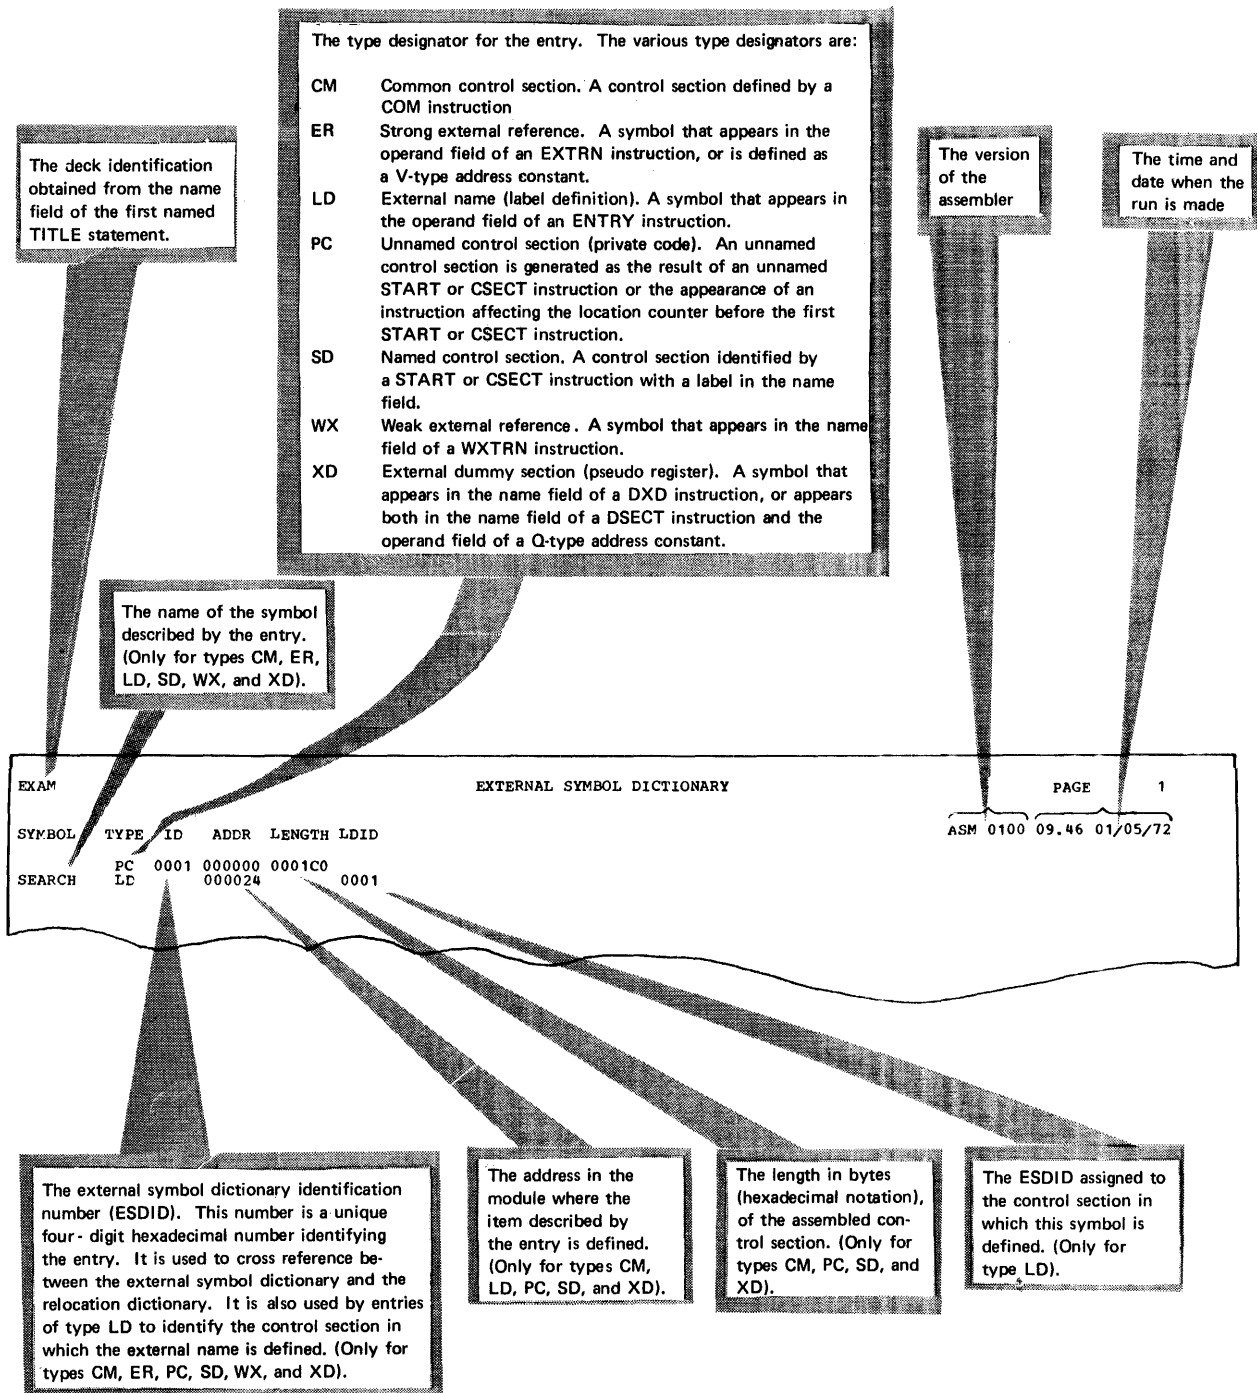 The type designator for the entry. The various type designators are:
CM Common control section. A control section defined by a
COM instruction
ER Strong external reference. A symbol that appears in the
operand field of an EXTRN instruction, or is defined as
a V-type address constant.
LD External name (label definition). A symbol that appears in
the operand field of an ENTRY instruction.
PC Unnamed control section (private code). An unnamed
control section is generated as the result of an unnamed
START or CSECT instruction or the appearance of an
instruction affecting the location counter before the first
START or CSECT instruction.
SD Named control section. A control section identified by
a START or CSECT instruction with a label in the name
field.
WX Weak external reference. A symbol that appears in the name
field of a WXTRN instruction.
XD External dummy section (pseudo register). A symbol that
appears in the name field of a DXD instruction, or appears
both in the name field of a DSECT instruction and the
operand field of a Q-type address constant.
The deck identification
obtained from the name
field of the first named
TITLE statement.
The version
of the
assembler
The time and
date when the
run is made
The name of the symbol
described by the entry.
(Only for types CM, ER,
LD, SD, WX, and XD).
EXAM EXTERNAL SYMBOL DICTIONARY PAGE 1
SYMBOL TYPE ID ADDR LENGTH LDID ASM 0100 09.46 01/05/72
PC 0001 000000 0001C0
SEARCH LD 000024 0001
The external symbol dictionary identification
number (ESDID). This number is a unique
four - digit hexadecimal number identifying
the entry. It is used to cross reference be-
tween the external symbol dictionary and the
relocation dictionary. It is also used by entries
of type LD to identify the control section in
which the external name is defined. (Only for
types CM, ER, PC, SD, WX, and XD).
The address in the
module where the
item described by
the entry is defined.
(Only for types CM,
LD, PC, SD, and XD).
The length in bytes
(hexadecimal notation),
of the assembled con-
trol section. (Only for
types CM, PC, SD, and
XD).
The ESDID assigned to
the control section in
which this symbol is
defined. (Only for
type LD).